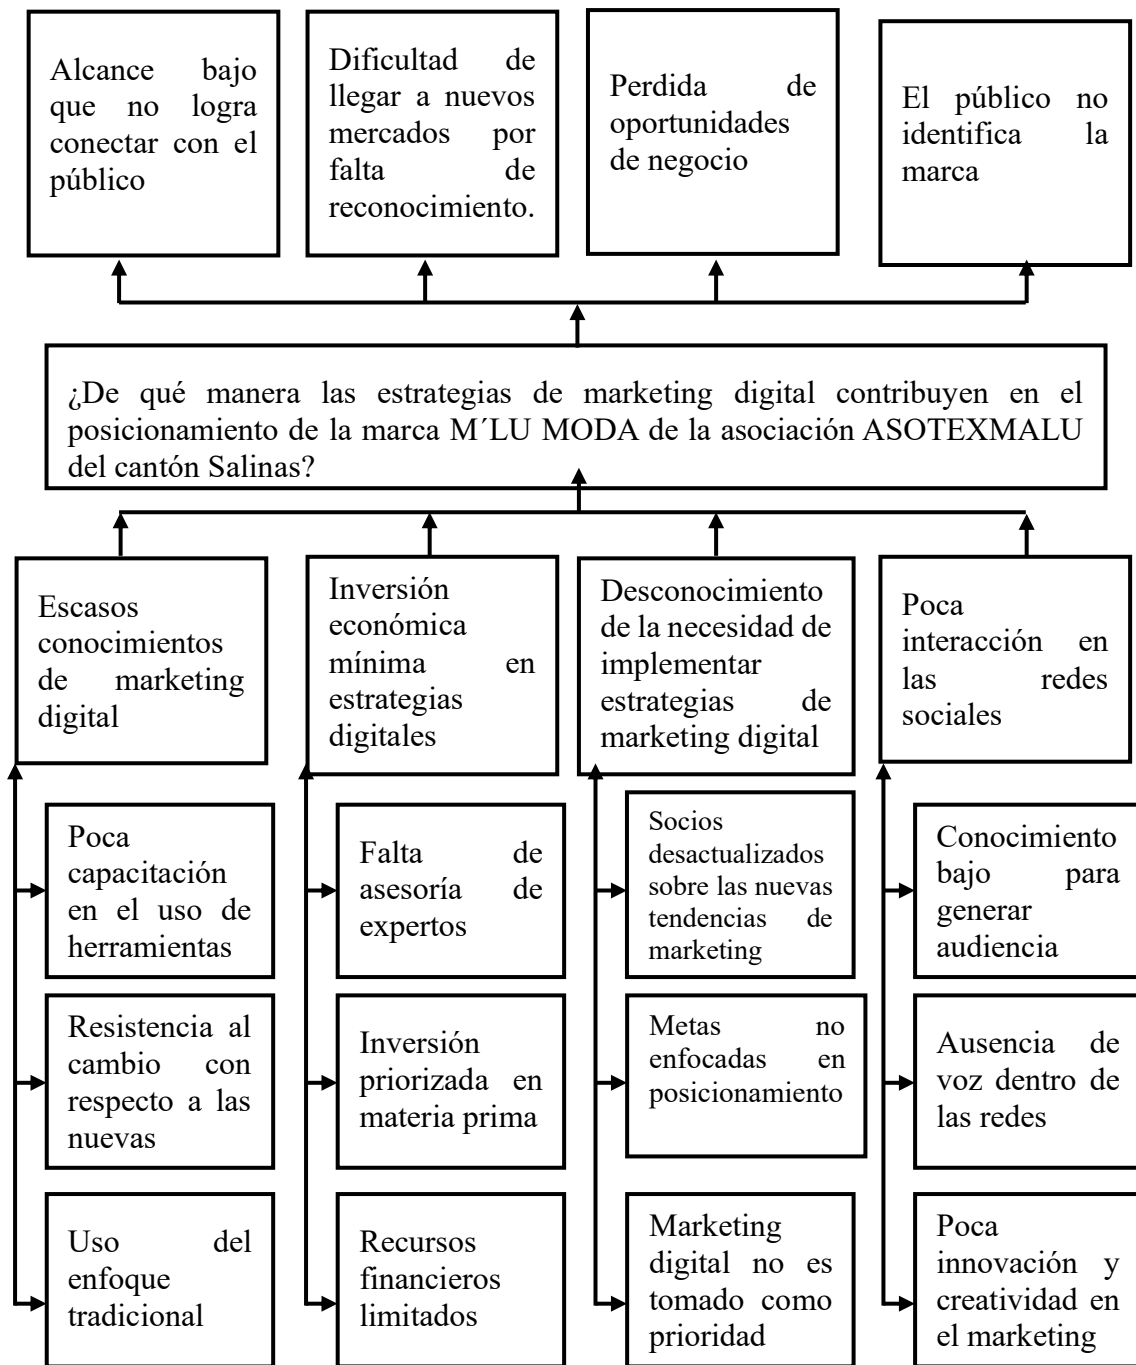 Alcance bajo
que no logra
conectar con el
público
Dificultad de
llegar a nuevos
mercados por
falta de
reconocimiento.
Perdida de
oportunidades
de negocio
El público no
identifica la
marca
¿De qué manera las estrategias de marketing digital contribuyen en el
posicionamiento de la marca M´LU MODA de la asociación ASOTEXMALU
del cantón Salinas?
Escasos
conocimientos
de marketing
digital
Inversión
económica
mínima en
estrategias
digitales
Desconocimiento
de la necesidad de
implementar
estrategias de
marketing digital
Poca
interacción en
las redes
sociales
Poca
capacitación
en el uso de
herramientas
Falta de
asesoría de
expertos
Socios
desactualizados
sobre las nuevas
tendencias de
marketing
Conocimiento
bajo para
generar
audiencia
Resistencia al
cambio con
respecto a las
nuevas
Inversión
priorizada en
materia prima
Metas no
enfocadas en
posicionamiento
Ausencia de
voz dentro de
las redes
Uso del
enfoque
tradicional
Recursos
financieros
limitados
Marketing
digital no es
tomado como
prioridad
Poca
innovación y
creatividad en
el marketing